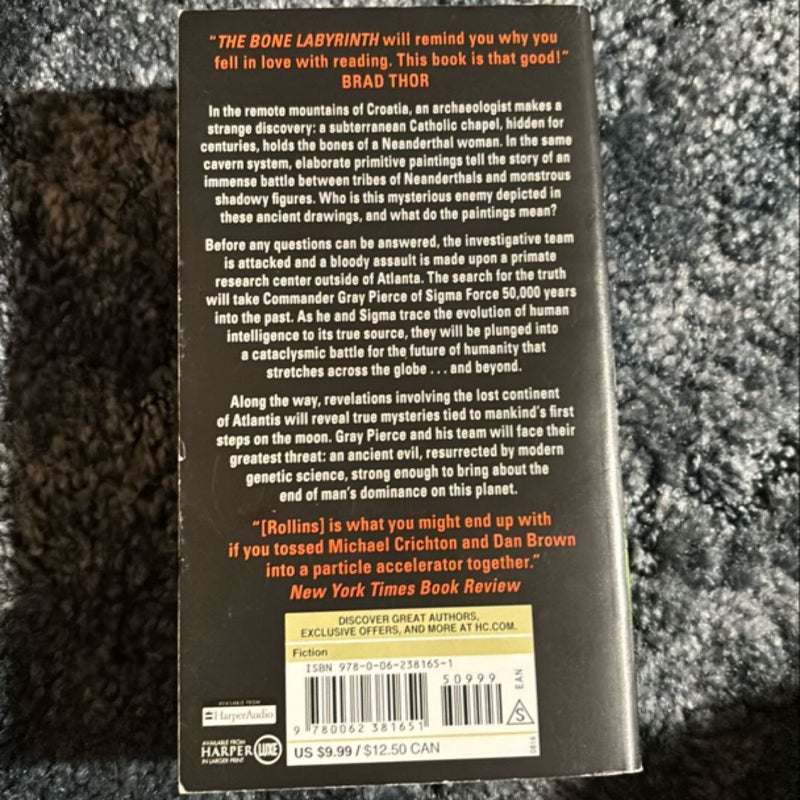 "THE BONE LABYRINTH will remind you why you
fell in love with reading. This book is that good!"
BRAD THOR
In the remote mountains of Croatia, an archaeologist makes a
strange discovery: a subterranean Catholic chapel, hidden for
centuries, holds the bones of a Neanderthal woman. In the same
cavern system, elaborate primitive paintings tell the story of an
immense battle between tribes of Neanderthals and monstrous
shadowy figures. Who is this mysterious enemy depicted in
these ancient drawings, and what do the paintings mean?
Before any questions can be answered, the investigative team
is attacked and a bloody assault is made upon a primate
research center outside of Atlanta. The search for the truth
will take Commander Gray Pierce of Sigma Force 50,000 years
into the past. As he and Sigma trace the evolution of human
intelligence to its true source, they will be plunged into
a cataclysmic battle for the future of humanity that
stretches across the globe . . . and beyond.
Along the way, revelations involving the lost continent
of Atlantis will reveal true mysteries tied to mankind's first
steps on the moon. Gray Pierce and his team will face their
greatest threat: an ancient evil, resurrected by modern
genetic science, strong enough to bring about the
end of man's dominance on this planet.
"[Rollins] is what you might end up with
if you tossed Michael Crichton and Dan Brown
into a particle accelerator together."
New York Times Book Review
DISCOVER GREAT AUTHORS,
EXCLUSIVE OFFERS, AND MORE AT HC.COM.
Fiction
ISBN 978-0-06-238165-1
50999
EAN
9 780062 381651
S
0816
US $9.99 / $12.50 CAN
AVAILABLE FROM
HarperAudio
AVAILABLE FROM
HARPER LUXE
IN LARGER PRINT